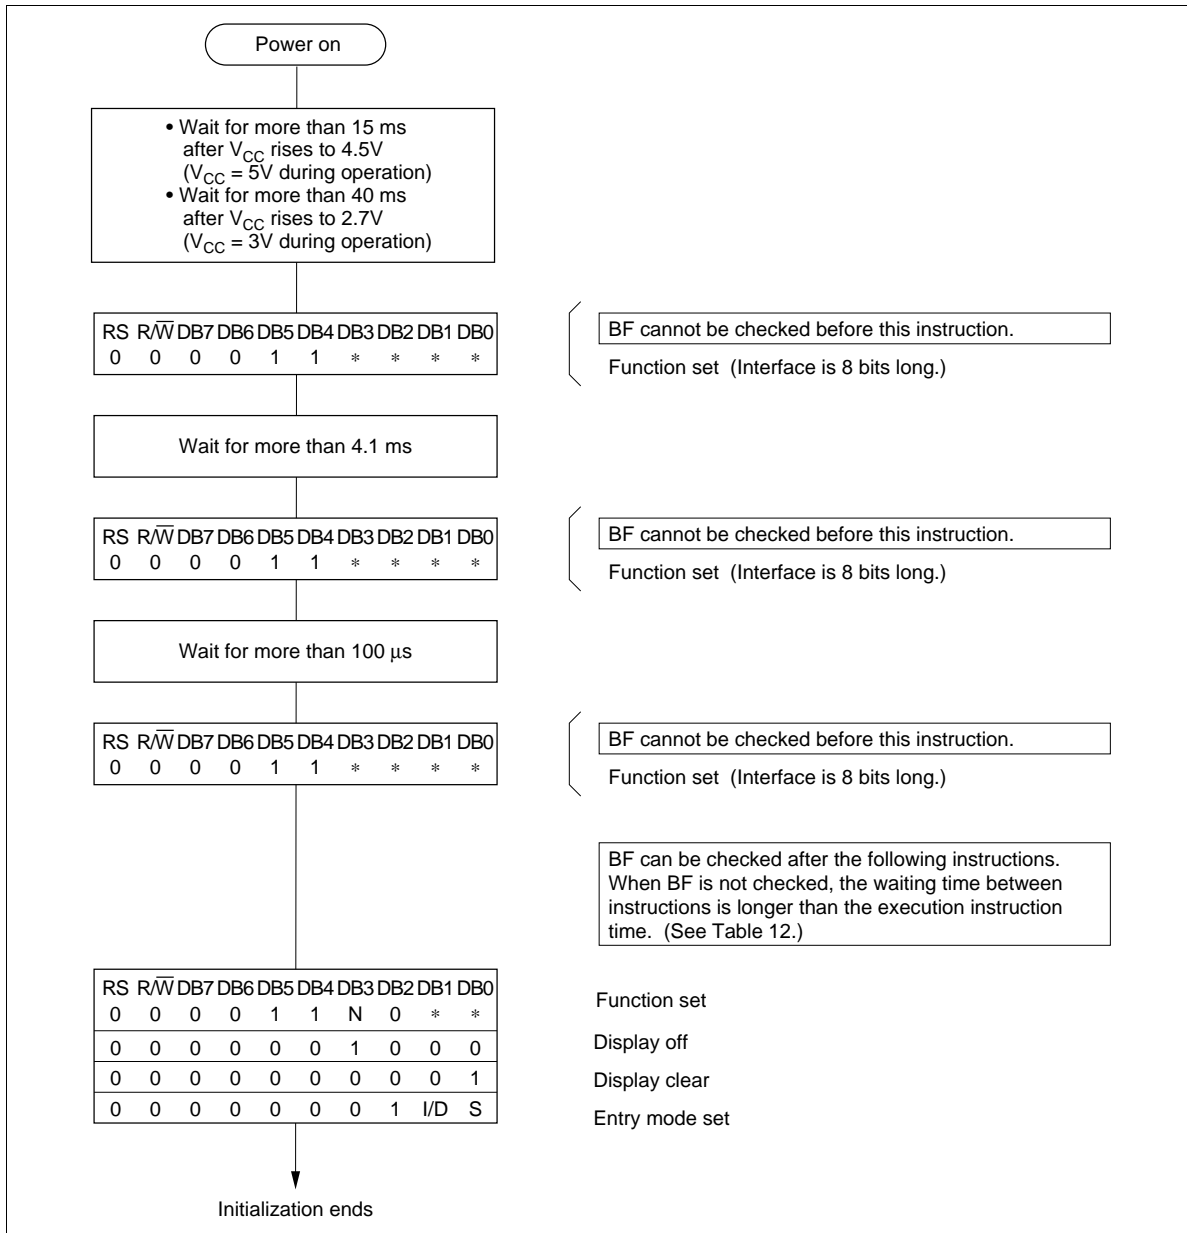 Power on
• Wait for more than 15 ms
after VCC rises to 4.5V
(VCC = 5V during operation)
• Wait for more than 40 ms
after VCC rises to 2.7V
(VCC = 3V during operation)
RS R/W̅ DB7 DB6 DB5 DB4 DB3 DB2 DB1 DB0
0 0 0 0 1 1 * * * *
BF cannot be checked before this instruction.
Function set (Interface is 8 bits long.)
Wait for more than 4.1 ms
RS R/W̅ DB7 DB6 DB5 DB4 DB3 DB2 DB1 DB0
0 0 0 0 1 1 * * * *
BF cannot be checked before this instruction.
Function set (Interface is 8 bits long.)
Wait for more than 100 µs
RS R/W̅ DB7 DB6 DB5 DB4 DB3 DB2 DB1 DB0
0 0 0 0 1 1 * * * *
BF cannot be checked before this instruction.
Function set (Interface is 8 bits long.)
BF can be checked after the following instructions.
When BF is not checked, the waiting time between
instructions is longer than the execution instruction
time. (See Table 12.)
RS R/W̅ DB7 DB6 DB5 DB4 DB3 DB2 DB1 DB0
0 0 0 0 1 1 N 0 * *
Function set
0 0 0 0 0 0 1 0 0 0
Display off
0 0 0 0 0 0 0 0 0 1
Display clear
0 0 0 0 0 0 0 1 I/D S
Entry mode set
Initialization ends